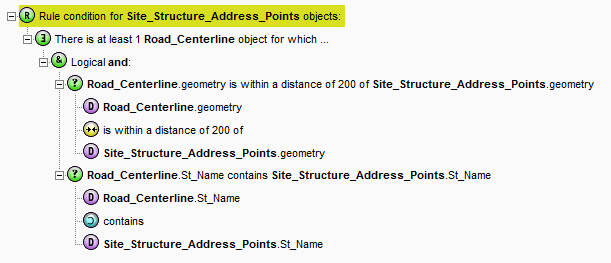 R Rule condition for Site_Structure_Address_Points objects:
Ǝ There is at least 1 Road_Centerline object for which ...
& Logical and:
? Road_Centerline.geometry is within a distance of 200 of Site_Structure_Address_Points.geometry
D Road_Centerline.geometry
is within a distance of 200 of
D Site_Structure_Address_Points.geometry
? Road_Centerline.St_Name contains Site_Structure_Address_Points.St_Name
D Road_Centerline.St_Name
contains
D Site_Structure_Address_Points.St_Name